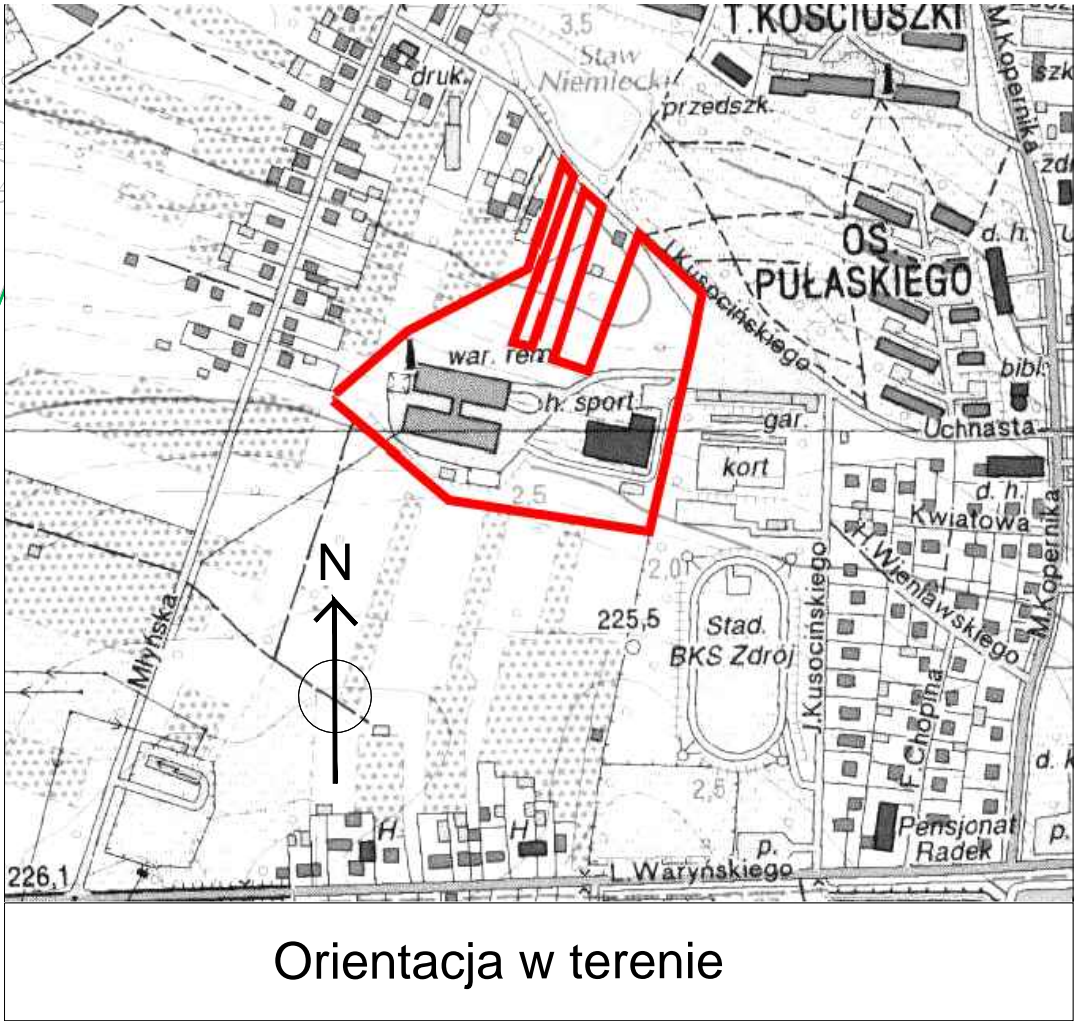 T. KOŚCIUSZKI
M.Kopernika
3,5
Staw
Niemiecki
druk.
szk
przedszk.
zdr
OS.
PUŁASKIEGO
d. h.
J.Kusocińskiego
war. rem
bibl.
h. sport
gar.
Uchnasta
kort
d. h.
2,5
Kwiatowa
N
H.Wieniawskiego
M.Kopernika
2,0
225,5
Stad.
BKS Zdrój
J.Kusocińskiego
F. Chopina
Młyńska
d. k
2,5
H
H
p.
Pensjonat
Radek
p.
226,1
L.Waryńskiego
Orientacja w terenie